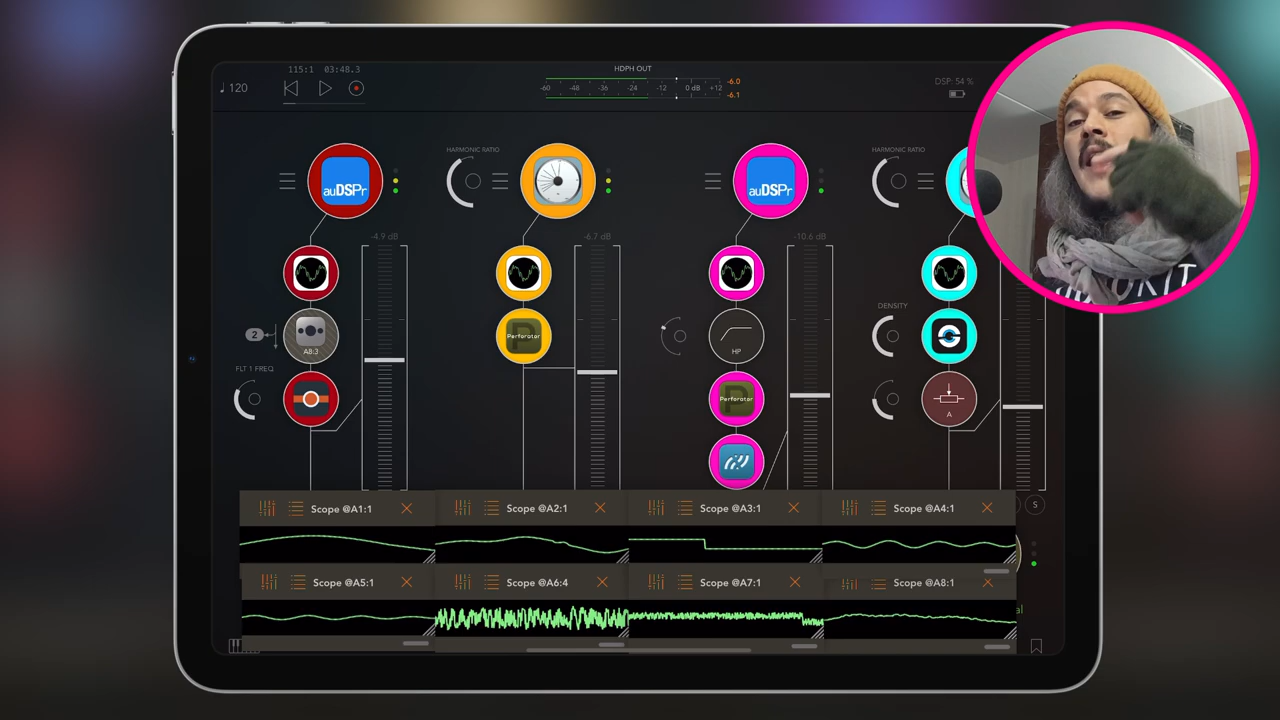 115:1 03:48.3
HDPH OUT
♩ 120
-60 -48 -36 -24 -12 0 dB +12
-6.0
-6.1
DSP: 54 %
HARMONIC RATIO
HARMONIC RATIO
auDSPr
auDSPr
-4.9 dB
-6.7 dB
-10.6 dB
2
AB:3
Perforator
HP
DENSITY
FLT 1 FREQ
Perforator
A
Scope @A1:1
Scope @A2:1
Scope @A3:1
Scope @A4:1
S
Scope @A5:1
Scope @A6:4
Scope @A7:1
Scope @A8:1